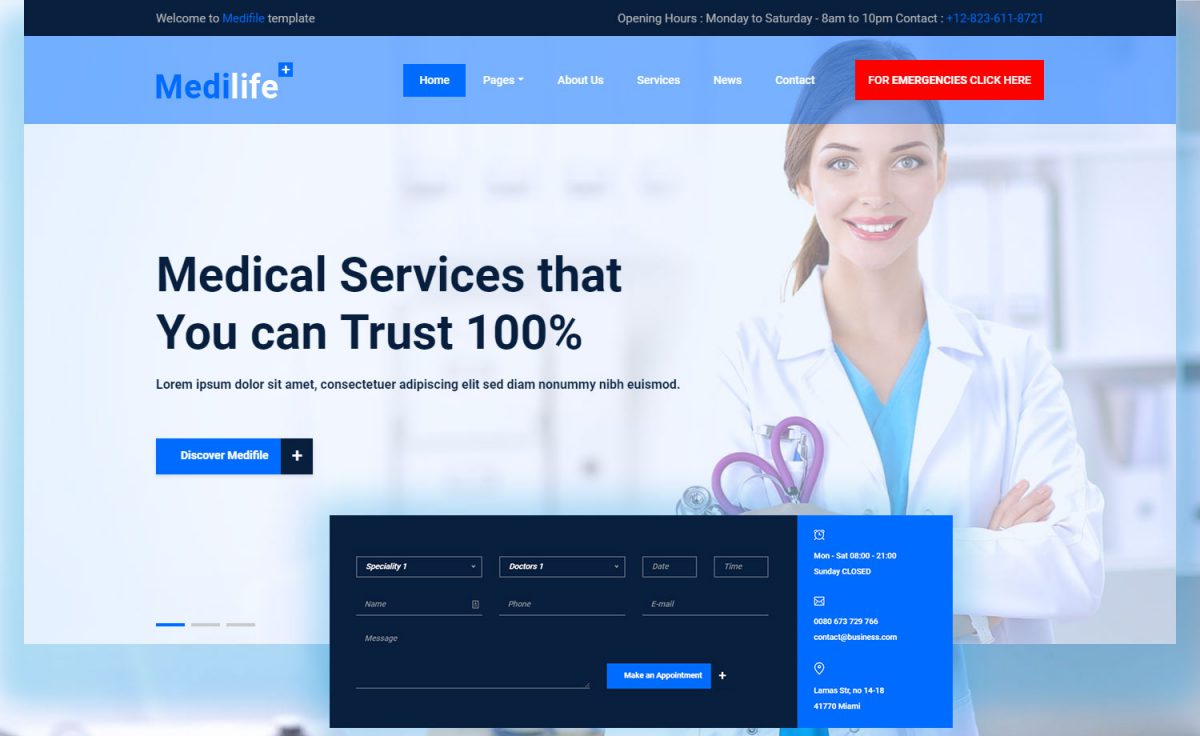 Welcome to Medifile template
Opening Hours : Monday to Saturday - 8am to 10pm Contact : +12-823-611-8721
Medilife
Home Pages About Us Services News Contact FOR EMERGENCIES CLICK HERE
Medical Services that
You can Trust 100%
Lorem ipsum dolor sit amet, consectetuer adipiscing elit sed diam nonummy nibh euismod.
Discover Medifile +
Speciality 1 Doctors 1 Date Time
Name Phone E-mail
Message
Make an Appointment +
Mon - Sat 08:00 - 21:00
Sunday CLOSED
0080 673 729 766
contact@business.com
Lamas Str, no 14-18
41770 Miami